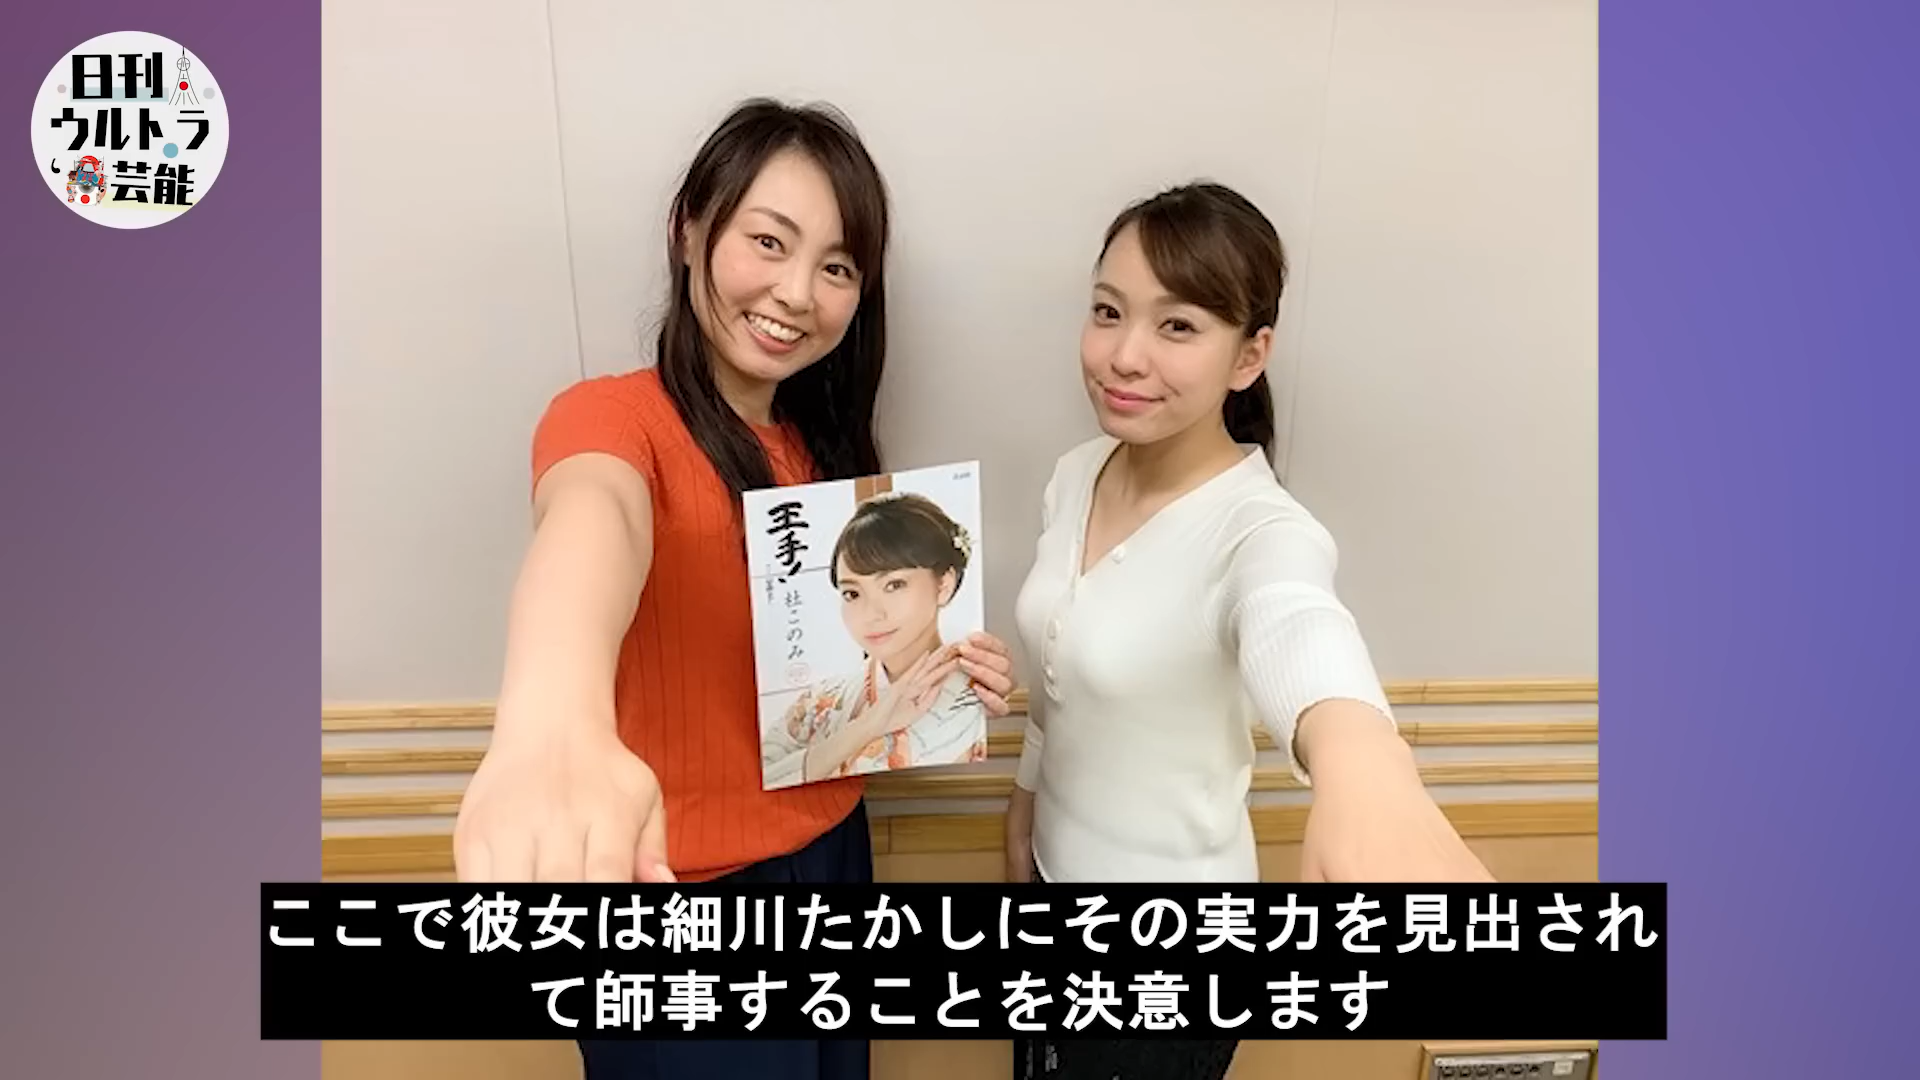 日刊
ウルトラ
芸能
王手!
杜このみ
ここで彼女は細川たかしにその実力を見出され
て師事することを決意します